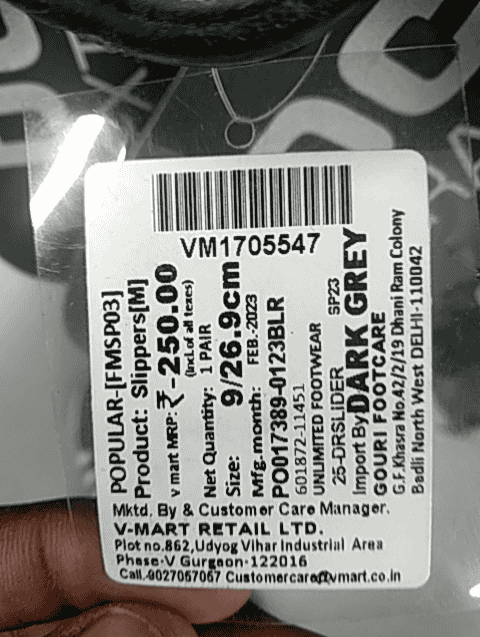 VM1705547
POPULAR-[FMSP03]
Product: Slippers[M]
v mart MRP: ₹-250.00
(Incl.of all texes)
Net Quantity: 1 PAIR
Size: 9/26.9cm
Mfg.month: FEB.-2023
PO017389-0123BLR
601872-11451
UNLIMITED FOOTWEAR
25-DRSLIDER SP23
Import By DARK GREY
GOURI FOOTCARE
G.F.Khasra No.42/2/19 Dhani Ram Colony
Badli North West DELHI-110042
Mktd. By & Customer Care Manager.
V-MART RETAIL LTD.
Plot no.862,Udyog Vihar Industrial Area
Phase-V Gurgaon-122016
Call.-9027057067 Customercare@vmart.co.in